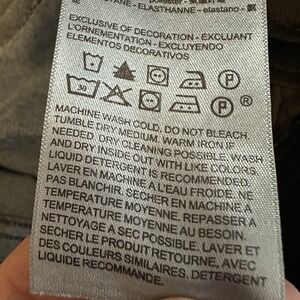 ELASTHANNE - elastano -
EXCLUSIVE OF DECORATION - EXCLUANT
L'ORNEMENTATION - EXCLUYENDO
ELEMENTOS DECORATIVOS
P
30
P
MACHINE WASH COLD. DO NOT BLEACH.
TUMBLE DRY MEDIUM. WARM IRON IF
NEEDED. DRY CLEANING POSSIBLE. WASH
AND DRY INSIDE OUT WITH LIKE COLORS.
LIQUID DETERGENT IS RECOMMENDED.
LAVER EN MACHINE A L'EAU FROIDE. NE
PAS BLANCHIR. SECHER EN MACHINE A
TEMPERATURE MOYENNE. REPASSER A
TEMPERATURE MOYENNE AU BESOIN.
NETTOYAGE A SEC POSSIBLE. LAVER ET
SECHER LE PRODUIT RETOURNE, AVEC
DES COULEURS SIMILAIRES. DETERGENT
LIQUIDE RECOMMANDE.